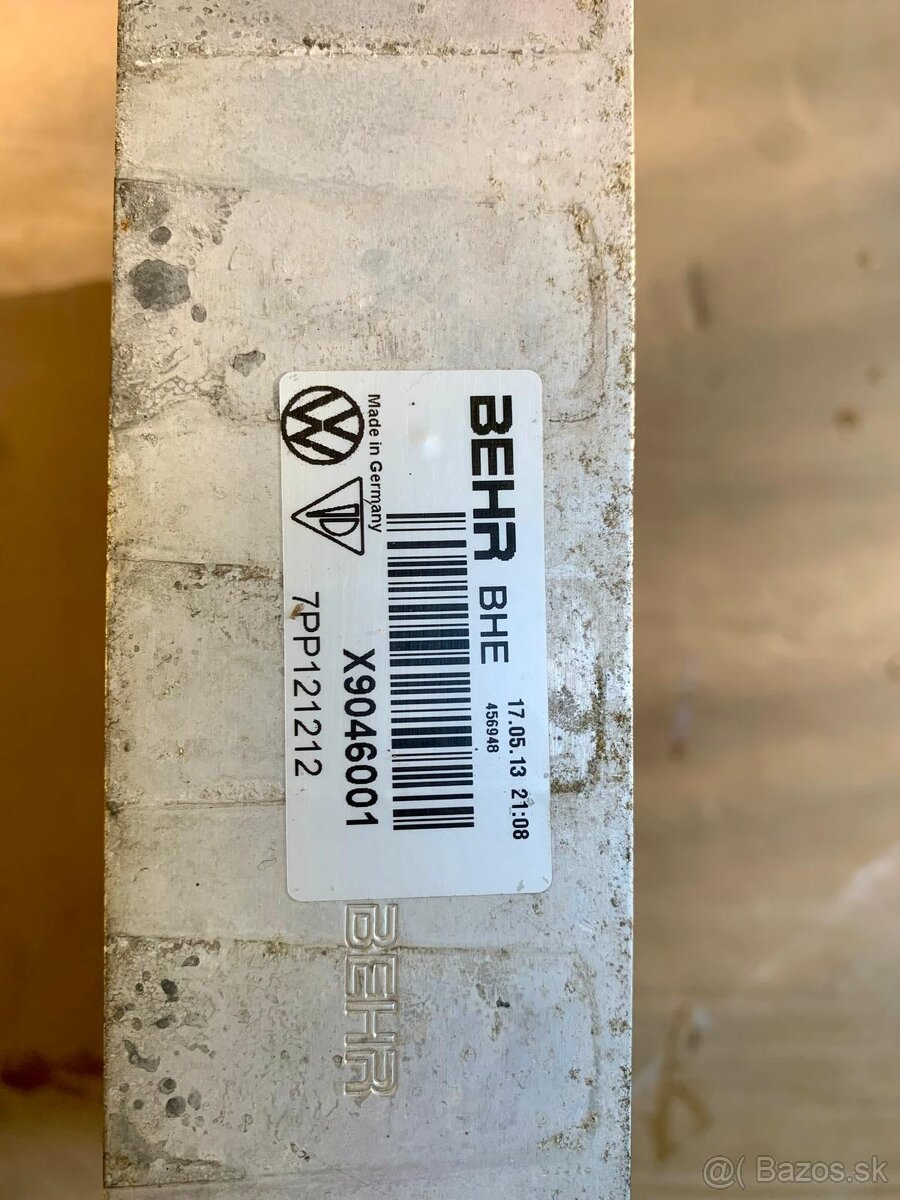 BEHR BHE
17.05.13 21:08
456948
Made in Germany
X9046001
7PP121212
BEHR
@( Bazos.sk